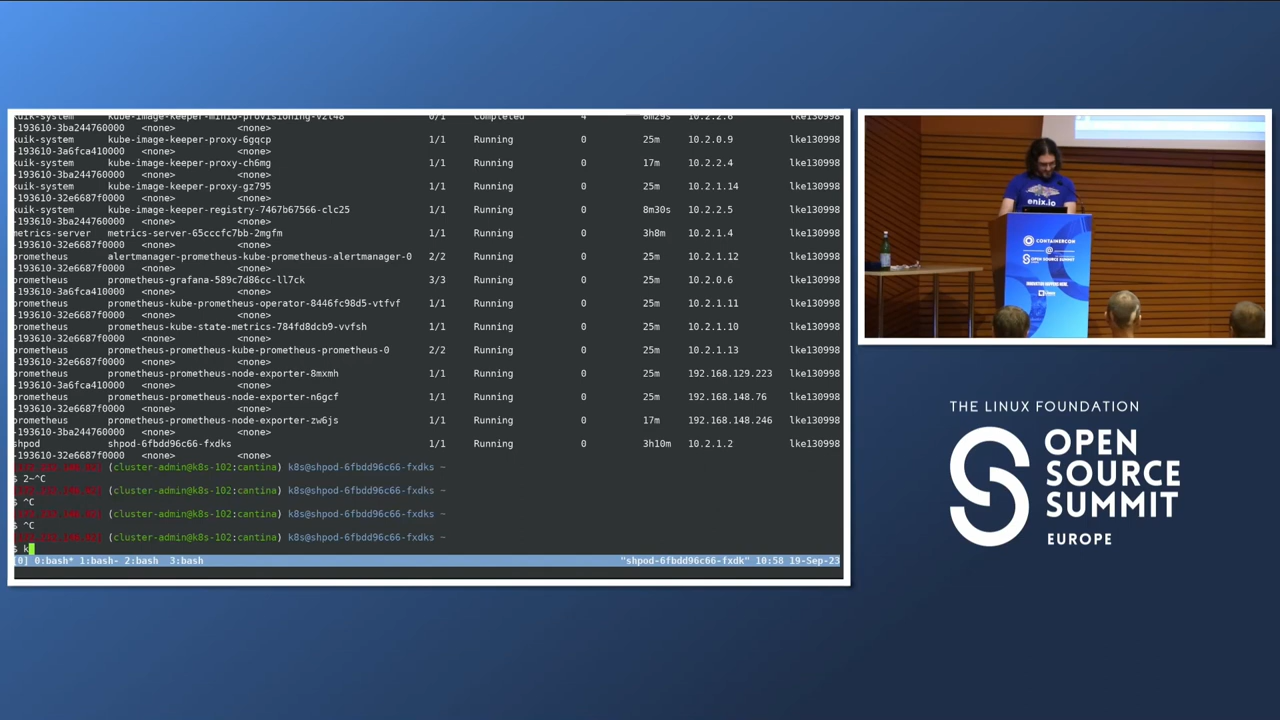 kuik-system kube-image-keeper-minio-provisioning-v2l48 0/1 Completed 4 8m29s 10.2.2.6 lke130998
-193610-3ba244760000 <none> <none>
kuik-system kube-image-keeper-proxy-6gqcp 1/1 Running 0 25m 10.2.0.9 lke130998
-193610-3a6fca410000 <none> <none>
kuik-system kube-image-keeper-proxy-ch6mg 1/1 Running 0 17m 10.2.2.4 lke130998
-193610-3ba244760000 <none> <none>
kuik-system kube-image-keeper-proxy-gz795 1/1 Running 0 25m 10.2.1.14 lke130998
-193610-32e6687f0000 <none> <none>
kuik-system kube-image-keeper-registry-7467b67566-clc25 1/1 Running 0 8m30s 10.2.2.5 lke130998
-193610-3ba244760000 <none> <none>
metrics-server metrics-server-65cccfc7bb-2mgfm 1/1 Running 0 3h8m 10.2.1.4 lke130998
-193610-32e6687f0000 <none> <none>
prometheus alertmanager-prometheus-kube-prometheus-alertmanager-0 2/2 Running 0 25m 10.2.1.12 lke130998
-193610-32e6687f0000 <none> <none>
prometheus prometheus-grafana-589c7d86cc-ll7ck 3/3 Running 0 25m 10.2.0.6 lke130998
-193610-3a6fca410000 <none> <none>
prometheus prometheus-kube-prometheus-operator-8446fc98d5-vtfvf 1/1 Running 0 25m 10.2.1.11 lke130998
-193610-32e6687f0000 <none> <none>
prometheus prometheus-kube-state-metrics-784fd8dcb9-vvfsh 1/1 Running 0 25m 10.2.1.10 lke130998
-193610-32e6687f0000 <none> <none>
prometheus prometheus-prometheus-kube-prometheus-prometheus-0 2/2 Running 0 25m 10.2.1.13 lke130998
-193610-32e6687f0000 <none> <none>
prometheus prometheus-prometheus-node-exporter-8mxmh 1/1 Running 0 25m 192.168.129.223 lke130998
-193610-3a6fca410000 <none> <none>
prometheus prometheus-prometheus-node-exporter-n6gcf 1/1 Running 0 25m 192.168.148.76 lke130998
-193610-32e6687f0000 <none> <none>
prometheus prometheus-prometheus-node-exporter-zw6js 1/1 Running 0 17m 192.168.148.246 lke130998
-193610-3ba244760000 <none> <none>
shpod shpod-6fbdd96c66-fxdks 1/1 Running 0 3h10m 10.2.1.2 lke130998
-193610-32e6687f0000 <none> <none>
(cluster-admin@k8s-102:cantina) k8s@shpod-6fbdd96c66-fxdks ~
$ 2~^C
(cluster-admin@k8s-102:cantina) k8s@shpod-6fbdd96c66-fxdks ~
$ ^C
(cluster-admin@k8s-102:cantina) k8s@shpod-6fbdd96c66-fxdks ~
$ ^C
(cluster-admin@k8s-102:cantina) k8s@shpod-6fbdd96c66-fxdks ~
$ k
[0] 0:bash* 1:bash- 2:bash 3:bash "shpod-6fbdd96c66-fxdk" 10:58 19-Sep-23
enix.io
CONTAINERCON
@
OPEN SOURCE SUMMIT
THE LINUX FOUNDATION
OPEN
SOURCE
SUMMIT
EUROPE